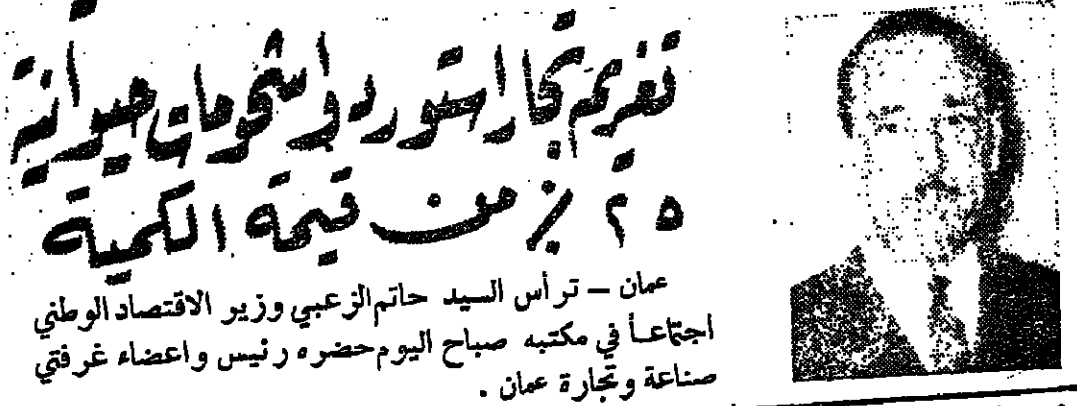 تغريم تجار استوردوا شحومات حيوانية
٢٥ ٪ من قيمة الكمية
عمان — ترأس السيد حاتم الزعبي وزير الاقتصاد الوطني
اجتماعاً في مكتبه صباح اليوم حضره رئيس واعضاء غرفتي
صناعة وتجارة عمان .